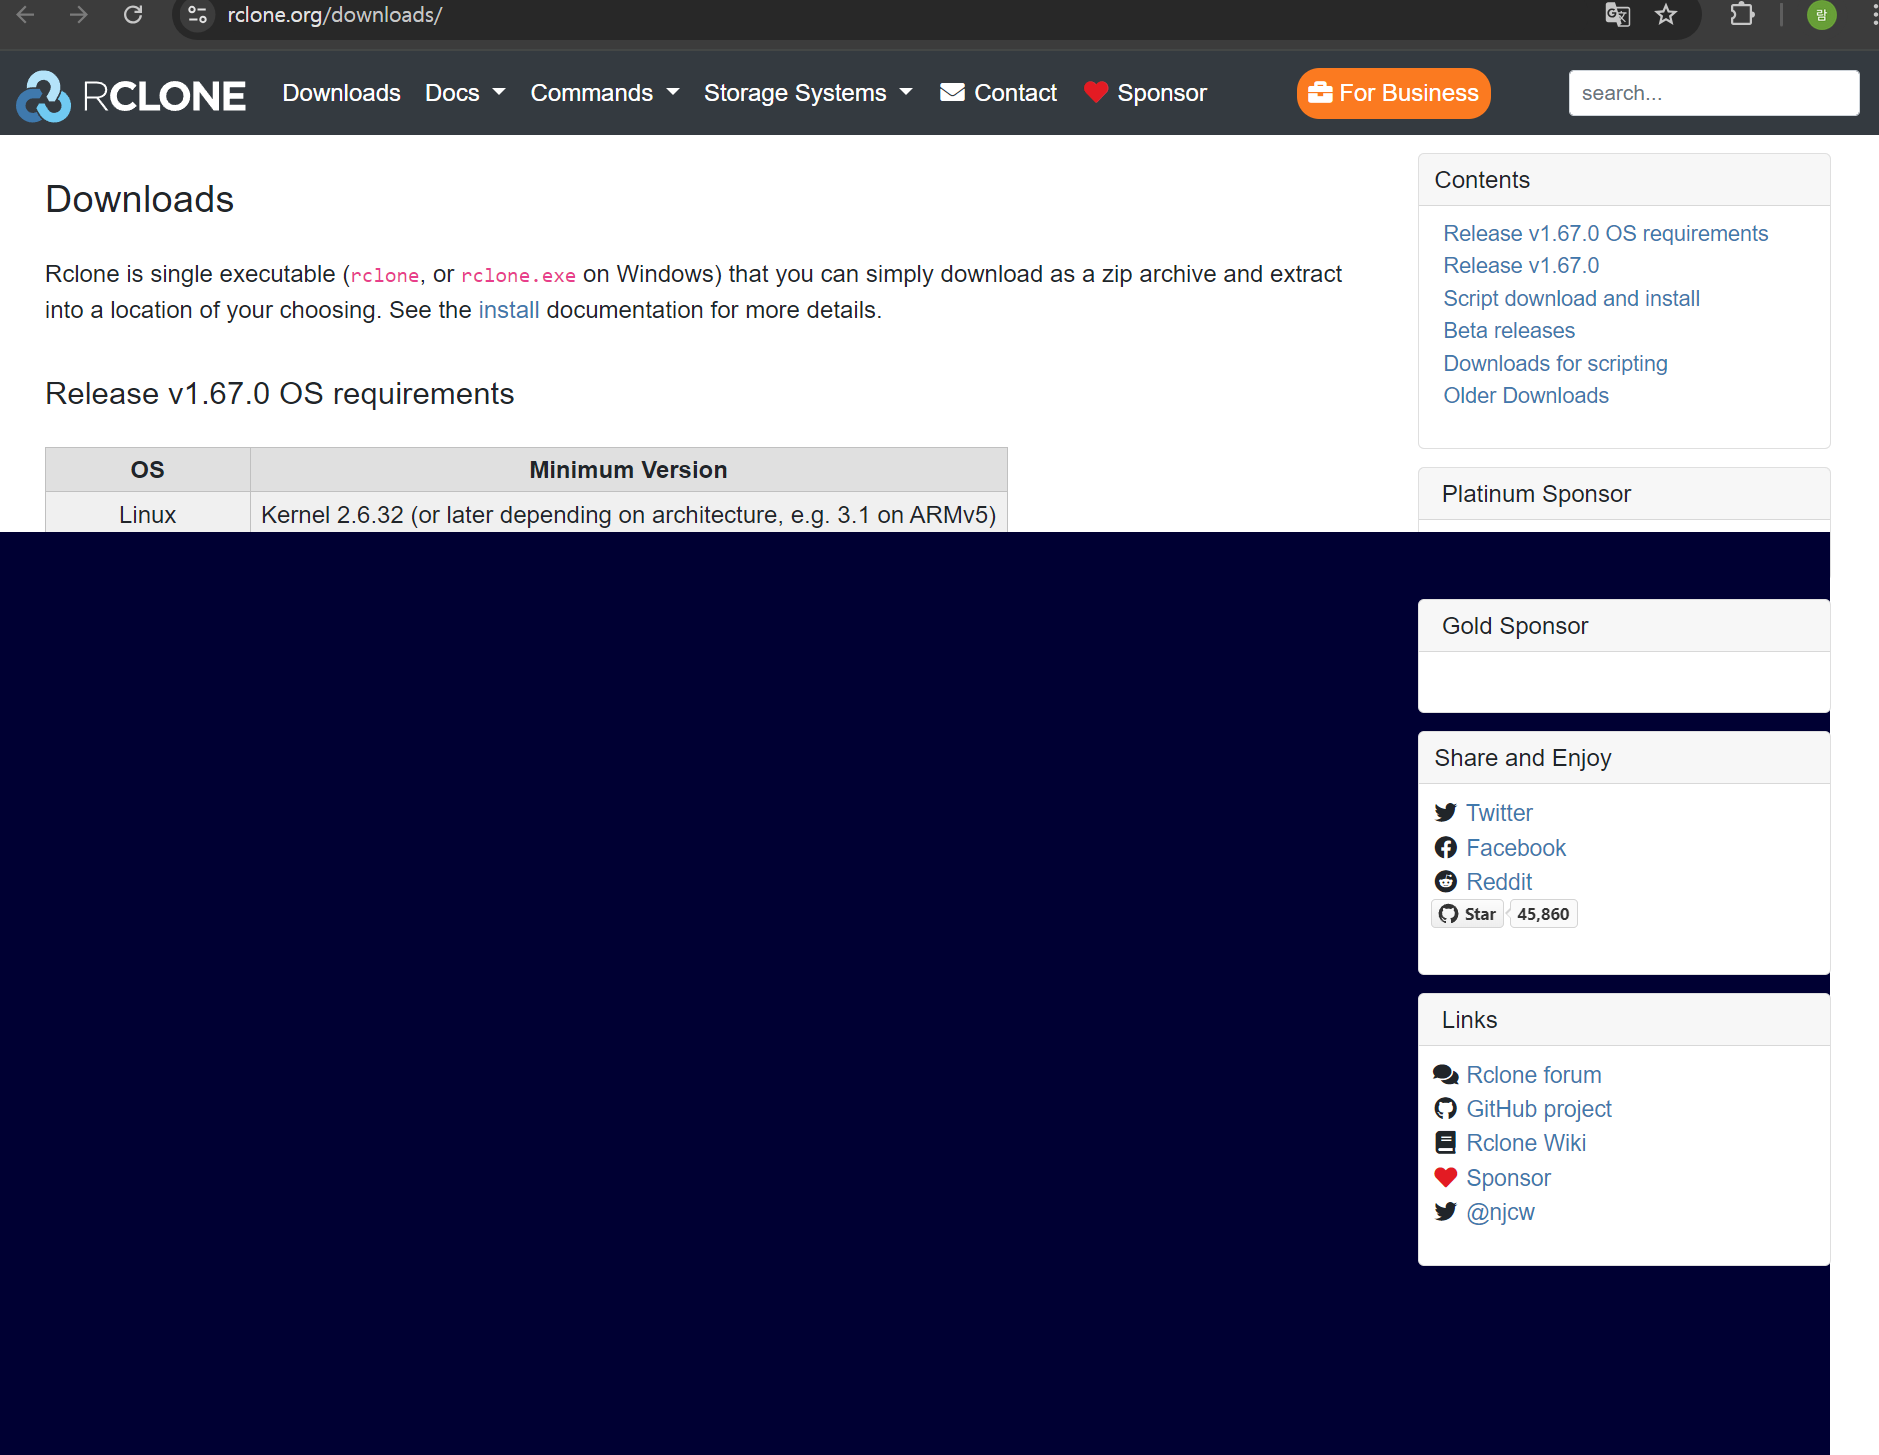 rclone.org/downloads/
람
RCLONE
Downloads
Docs
Commands
Storage Systems
Contact
Sponsor
For Business
search...
Downloads
Rclone is single executable (rclone, or rclone.exe on Windows) that you can simply download as a zip archive and extract
into a location of your choosing. See the install documentation for more details.
Release v1.67.0 OS requirements
OS Minimum Version
Linux Kernel 2.6.32 (or later depending on architecture, e.g. 3.1 on ARMv5)
Contents
Release v1.67.0 OS requirements
Release v1.67.0
Script download and install
Beta releases
Downloads for scripting
Older Downloads
Platinum Sponsor
Gold Sponsor
Share and Enjoy
Twitter
Facebook
Reddit
Star 45,860
Links
Rclone forum
GitHub project
Rclone Wiki
Sponsor
@njcw